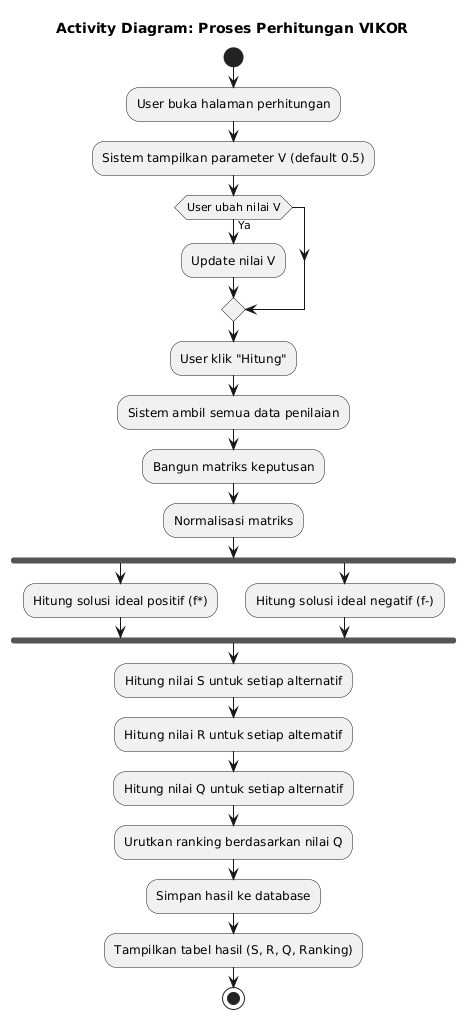 Activity Diagram: Proses Perhitungan VIKOR
User buka halaman perhitungan
Sistem tampilkan parameter V (default 0.5)
User ubah nilai V
Ya
Update nilai V
User klik "Hitung"
Sistem ambil semua data penilaian
Bangun matriks keputusan
Normalisasi matriks
Hitung solusi ideal positif (f*)
Hitung solusi ideal negatif (f-)
Hitung nilai S untuk setiap alternatif
Hitung nilai R untuk setiap alternatif
Hitung nilai Q untuk setiap alternatif
Urutkan ranking berdasarkan nilai Q
Simpan hasil ke database
Tampilkan tabel hasil (S, R, Q, Ranking)